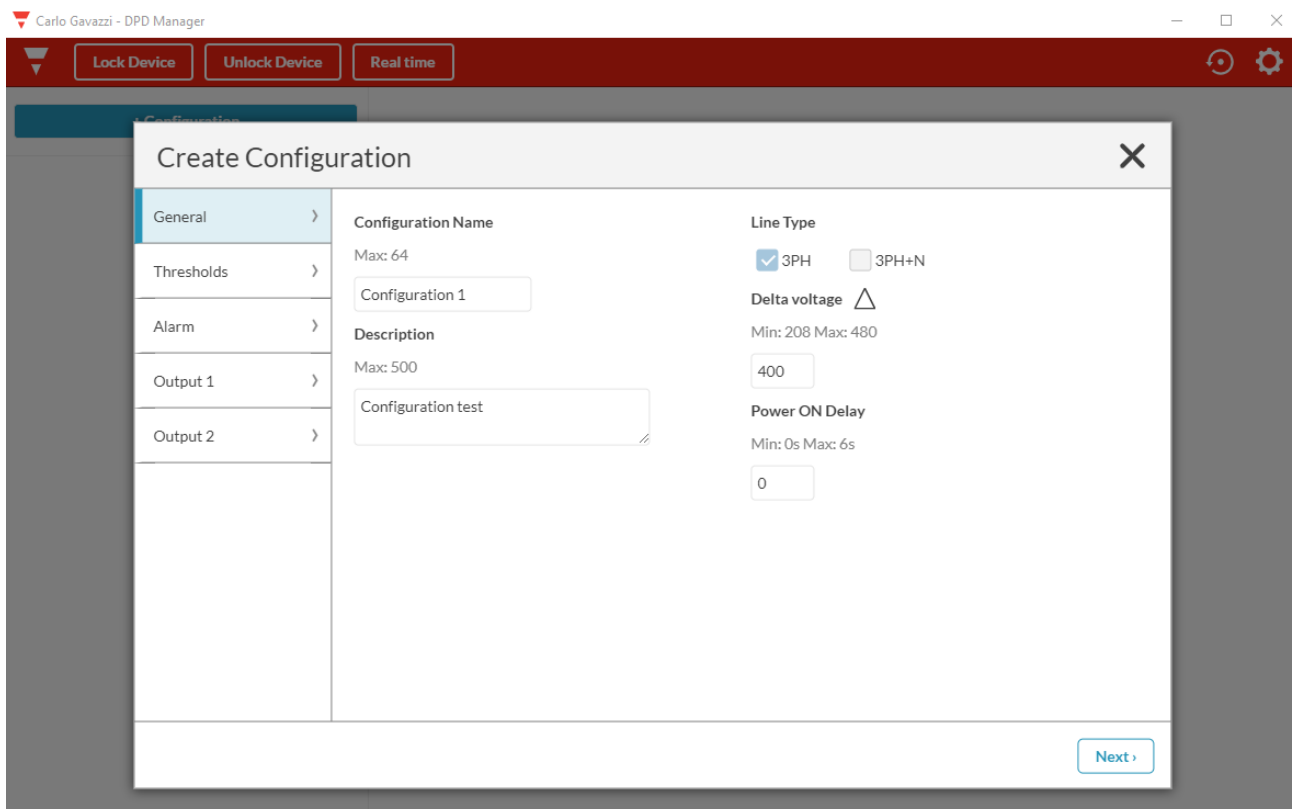 Carlo Gavazzi - DPD Manager
Lock Device
Unlock Device
Real time
+ Configuration
Create Configuration
General
Thresholds
Alarm
Output 1
Output 2
Configuration Name
Max: 64
Configuration 1
Description
Max: 500
Configuration test
Line Type
3PH
3PH+N
Delta voltage
Min: 208 Max: 480
400
Power ON Delay
Min: 0s Max: 6s
0
Next ›